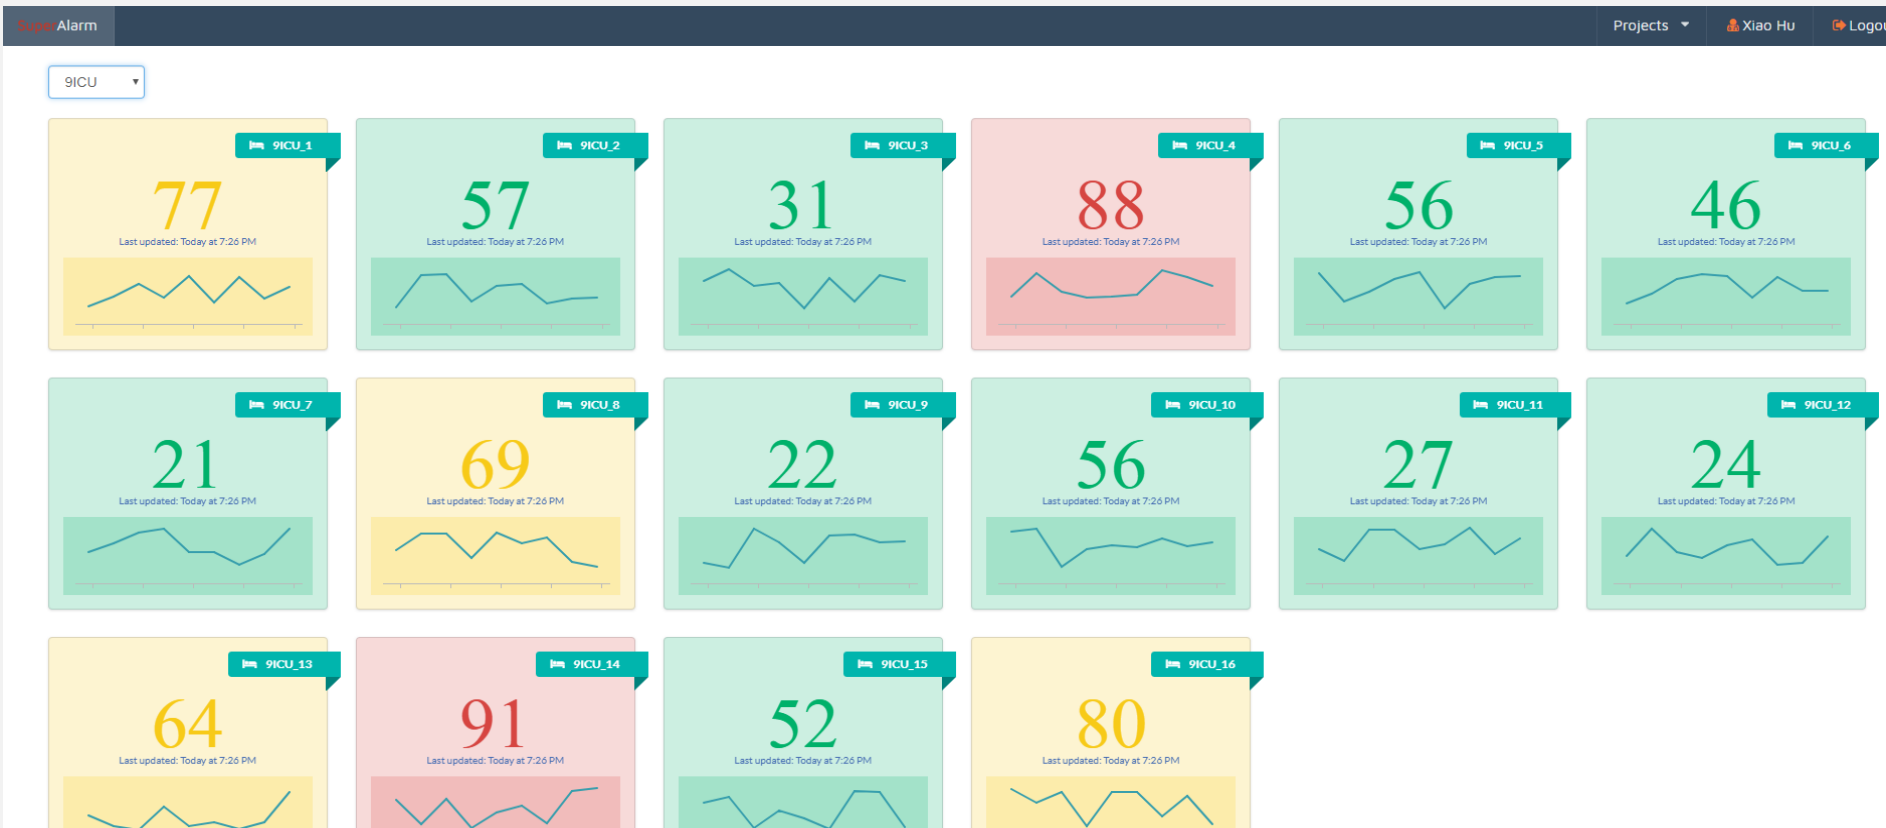 SuperAlarm
Projects
Xiao Hu
Logou
9ICU
9ICU_1
77
Last updated: Today at 7:26 PM
9ICU_2
57
Last updated: Today at 7:26 PM
9ICU_3
31
Last updated: Today at 7:26 PM
9ICU_4
88
Last updated: Today at 7:26 PM
9ICU_5
56
Last updated: Today at 7:26 PM
9ICU_6
46
Last updated: Today at 7:26 PM
9ICU_7
21
Last updated: Today at 7:26 PM
9ICU_8
69
Last updated: Today at 7:26 PM
9ICU_9
22
Last updated: Today at 7:26 PM
9ICU_10
56
Last updated: Today at 7:26 PM
9ICU_11
27
Last updated: Today at 7:26 PM
9ICU_12
24
Last updated: Today at 7:26 PM
9ICU_13
64
Last updated: Today at 7:26 PM
9ICU_14
91
Last updated: Today at 7:26 PM
9ICU_15
52
Last updated: Today at 7:26 PM
9ICU_16
80
Last updated: Today at 7:26 PM